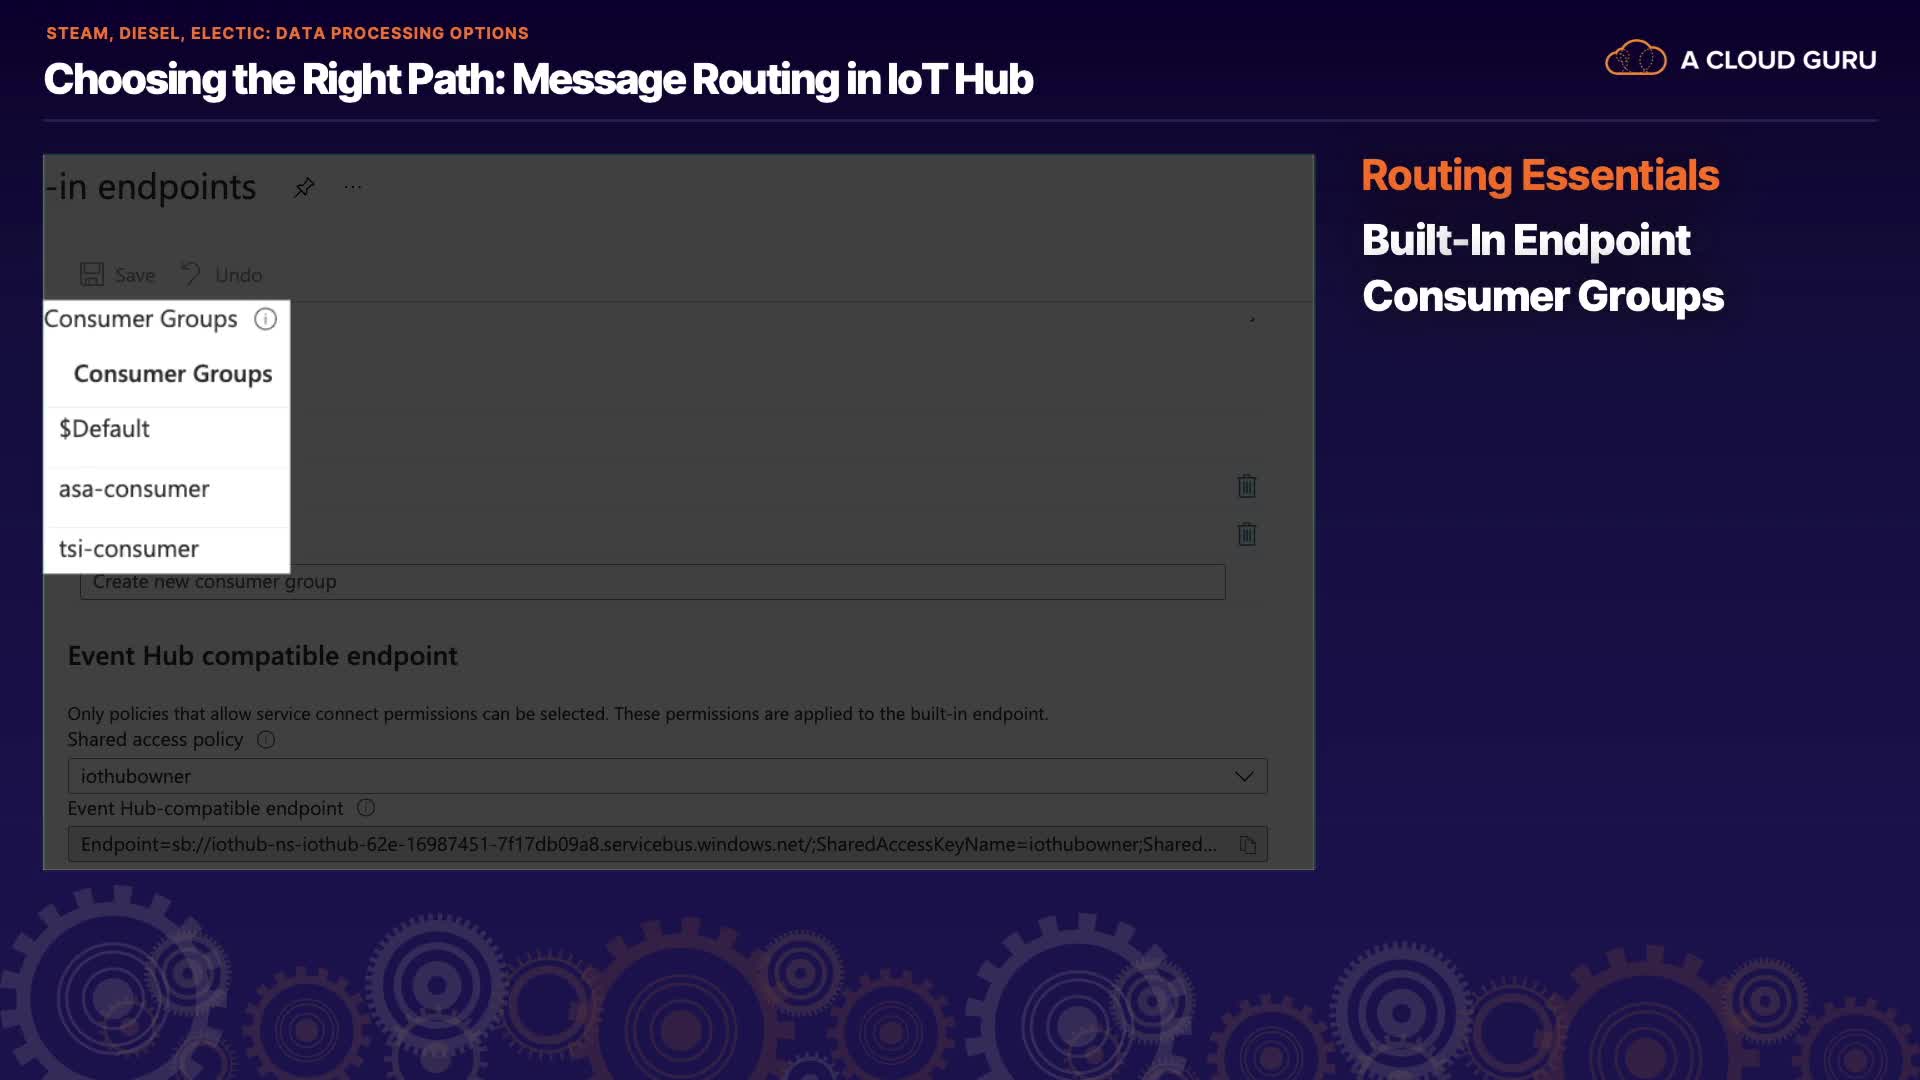 STEAM, DIESEL, ELECTIC: DATA PROCESSING OPTIONS
Choosing the Right Path: Message Routing in IoT Hub
A CLOUD GURU
-in endpoints
Save Undo
Consumer Groups
Consumer Groups
$Default
asa-consumer
tsi-consumer
Create new consumer group
Event Hub compatible endpoint
Only policies that allow service connect permissions can be selected. These permissions are applied to the built-in endpoint.
Shared access policy
iothubowner
Event Hub-compatible endpoint
Endpoint=sb://iothub-ns-iothub-62e-16987451-7f17db09a8.servicebus.windows.net/;SharedAccessKeyName=iothubowner;Shared...
Routing Essentials
Built-In Endpoint
Consumer Groups